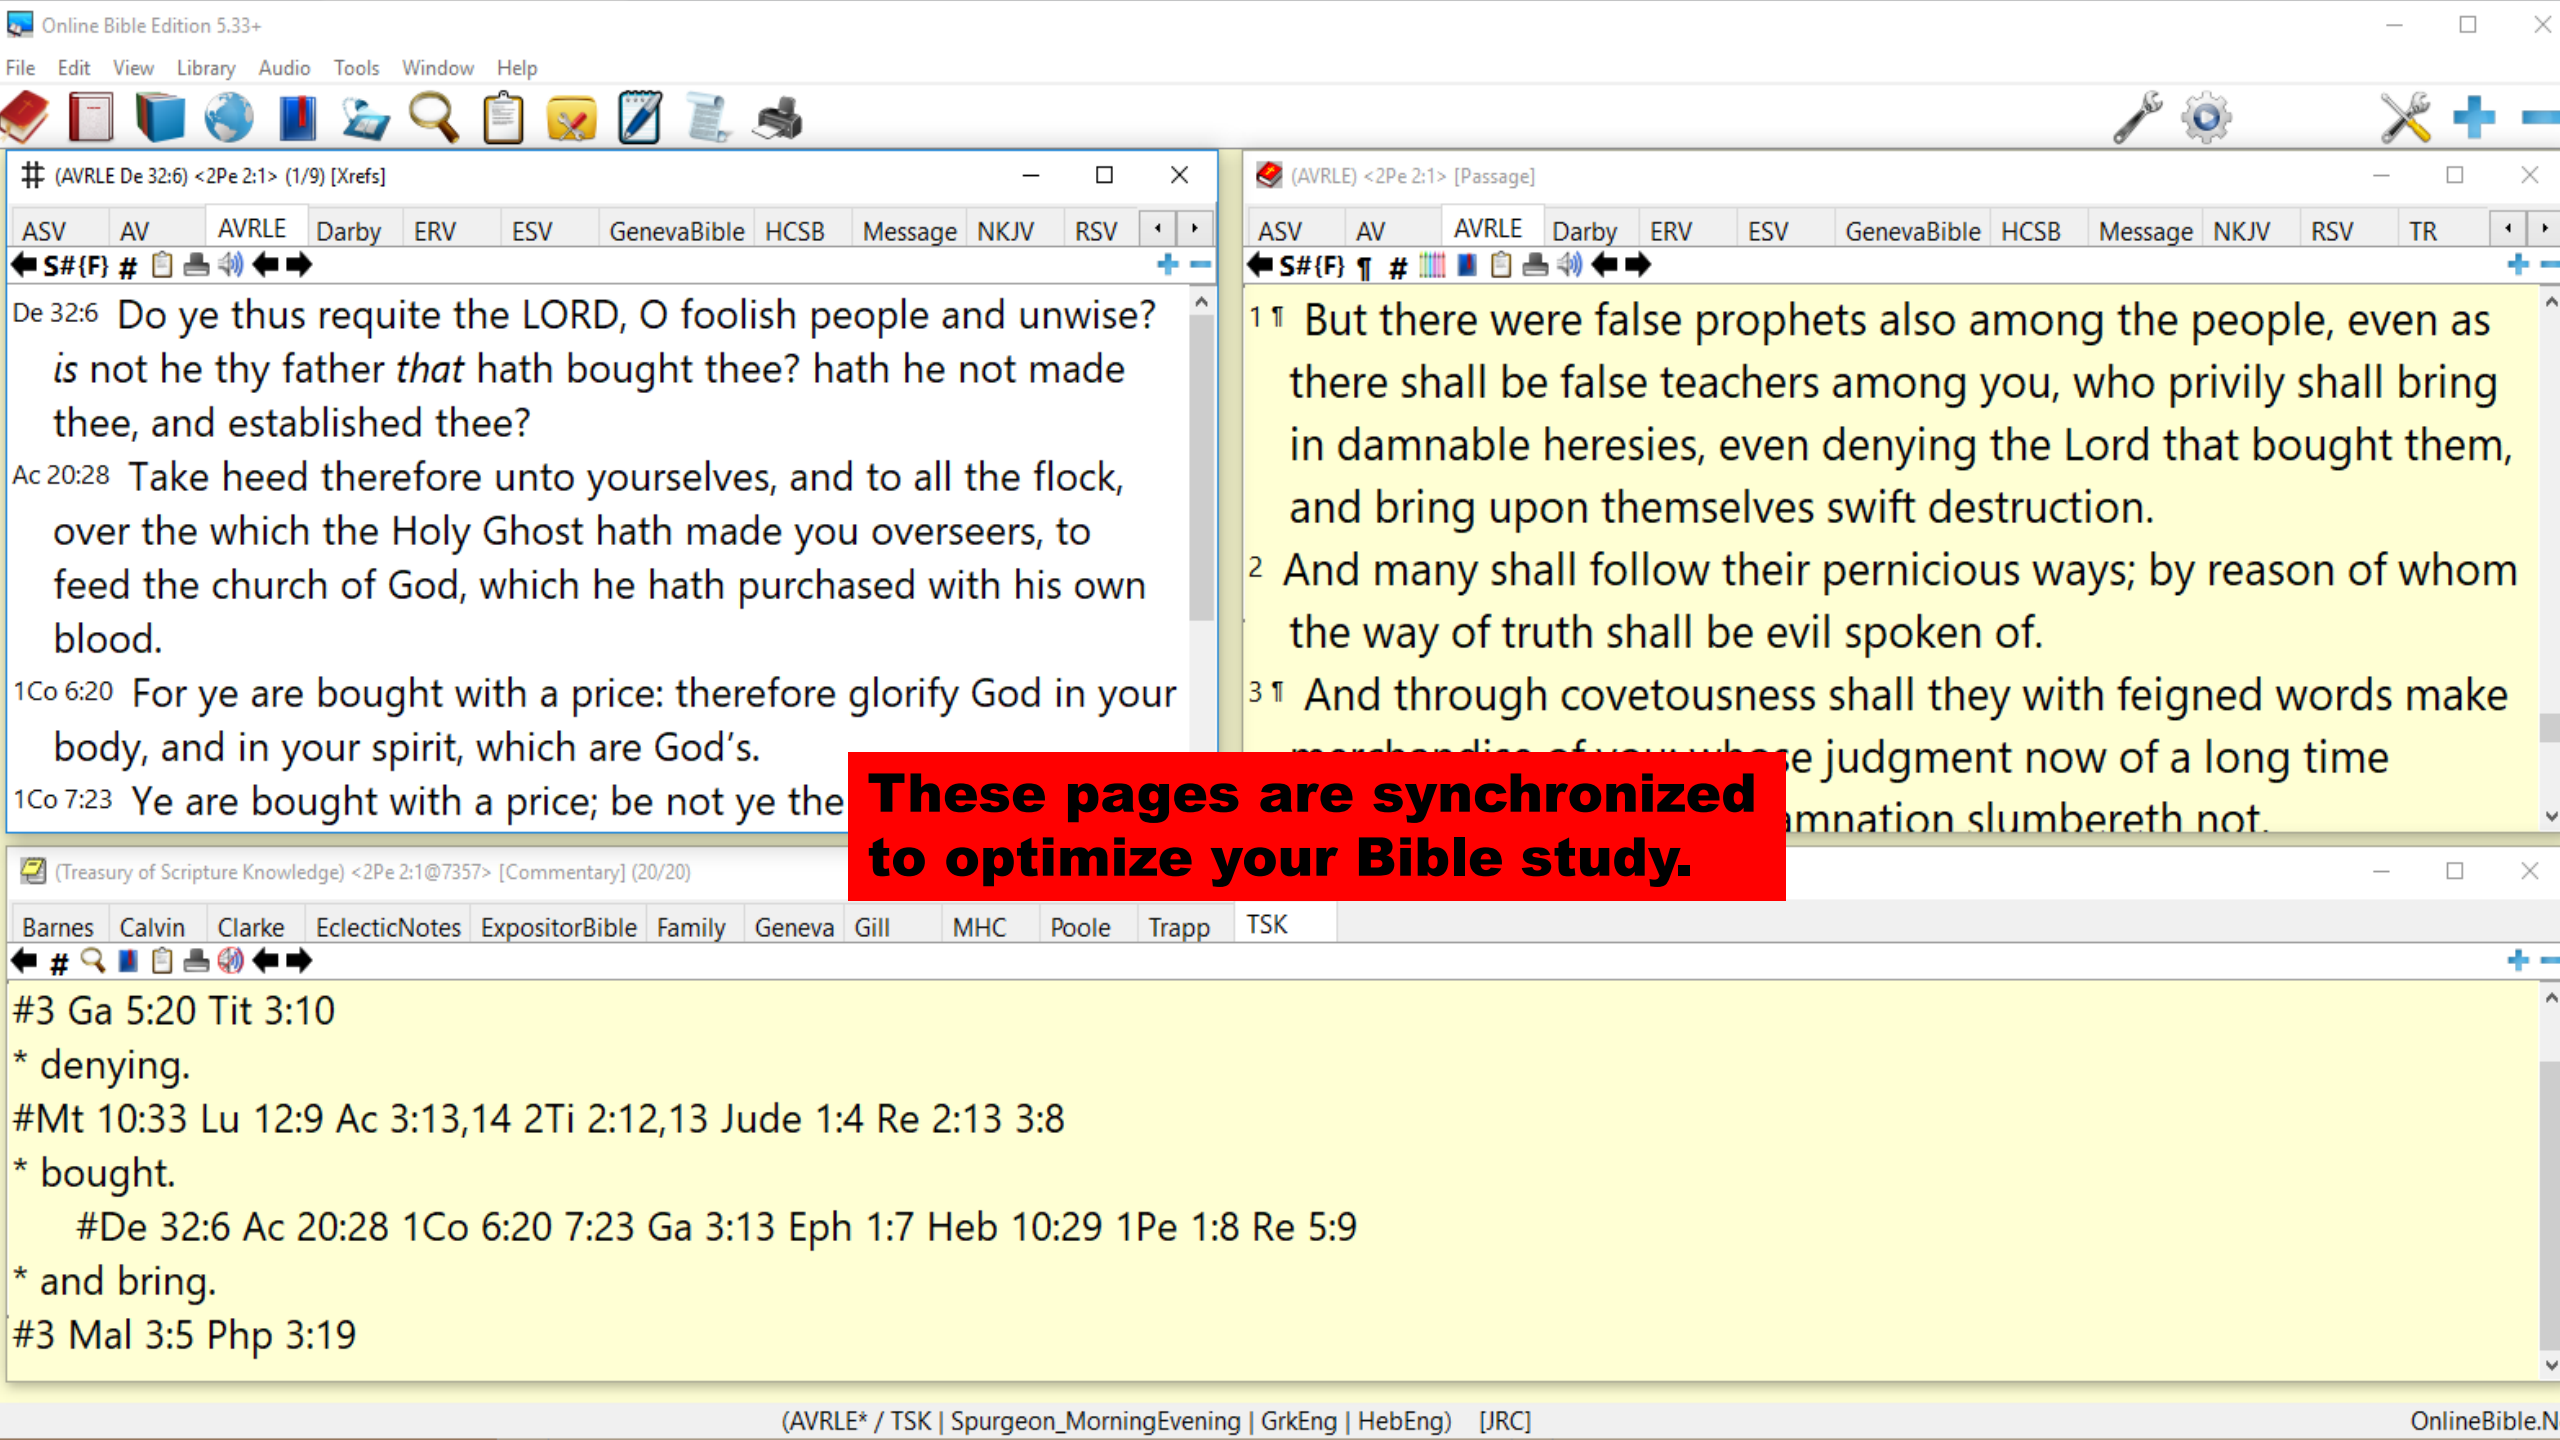 Online Bible Edition 5.33+
File Edit View Library Audio Tools Window Help
(AVRLE De 32:6) <2Pe 2:1> (1/9) [Xrefs]
ASV AV AVRLE Darby ERV ESV GenevaBible HCSB Message NKJV RSV
S#{F} #
De 32:6 Do ye thus requite the LORD, O foolish people and unwise?
is not he thy father that hath bought thee? hath he not made
thee, and established thee?
Ac 20:28 Take heed therefore unto yourselves, and to all the flock,
over the which the Holy Ghost hath made you overseers, to
feed the church of God, which he hath purchased with his own
blood.
1Co 6:20 For ye are bought with a price: therefore glorify God in your
body, and in your spirit, which are God's.
1Co 7:23 Ye are bought with a price; be not ye the
(AVRLE) <2Pe 2:1> [Passage]
ASV AV AVRLE Darby ERV ESV GenevaBible HCSB Message NKJV RSV TR
S#{F} ¶ #
1 ¶ But there were false prophets also among the people, even as
there shall be false teachers among you, who privily shall bring
in damnable heresies, even denying the Lord that bought them,
and bring upon themselves swift destruction.
2 And many shall follow their pernicious ways; by reason of whom
the way of truth shall be evil spoken of.
3 ¶ And through covetousness shall they with feigned words make
judgment now of a long time
slumbereth not.
These pages are synchronized
to optimize your Bible study.
(Treasury of Scripture Knowledge) <2Pe 2:1@7357> [Commentary] (20/20)
Barnes Calvin Clarke EclecticNotes ExpositorBible Family Geneva Gill MHC Poole Trapp TSK
#
#3 Ga 5:20 Tit 3:10
* denying.
#Mt 10:33 Lu 12:9 Ac 3:13,14 2Ti 2:12,13 Jude 1:4 Re 2:13 3:8
* bought.
#De 32:6 Ac 20:28 1Co 6:20 7:23 Ga 3:13 Eph 1:7 Heb 10:29 1Pe 1:8 Re 5:9
* and bring.
#3 Mal 3:5 Php 3:19
(AVRLE* / TSK | Spurgeon_MorningEvening | GrkEng | HebEng) [JRC]
OnlineBible.N